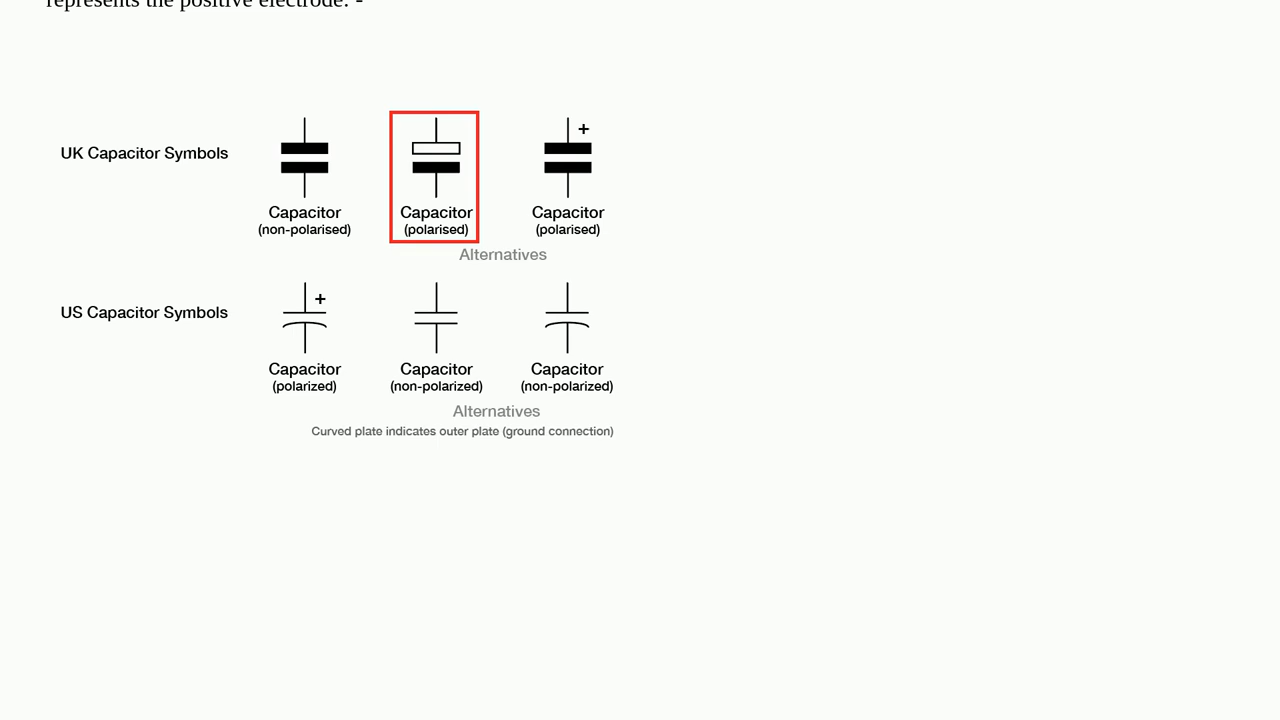 represents the positive electrode. -
+
UK Capacitor Symbols
Capacitor Capacitor Capacitor
(non-polarised) (polarised) (polarised)
Alternatives
+
US Capacitor Symbols
Capacitor Capacitor Capacitor
(polarized) (non-polarized) (non-polarized)
Alternatives
Curved plate indicates outer plate (ground connection)